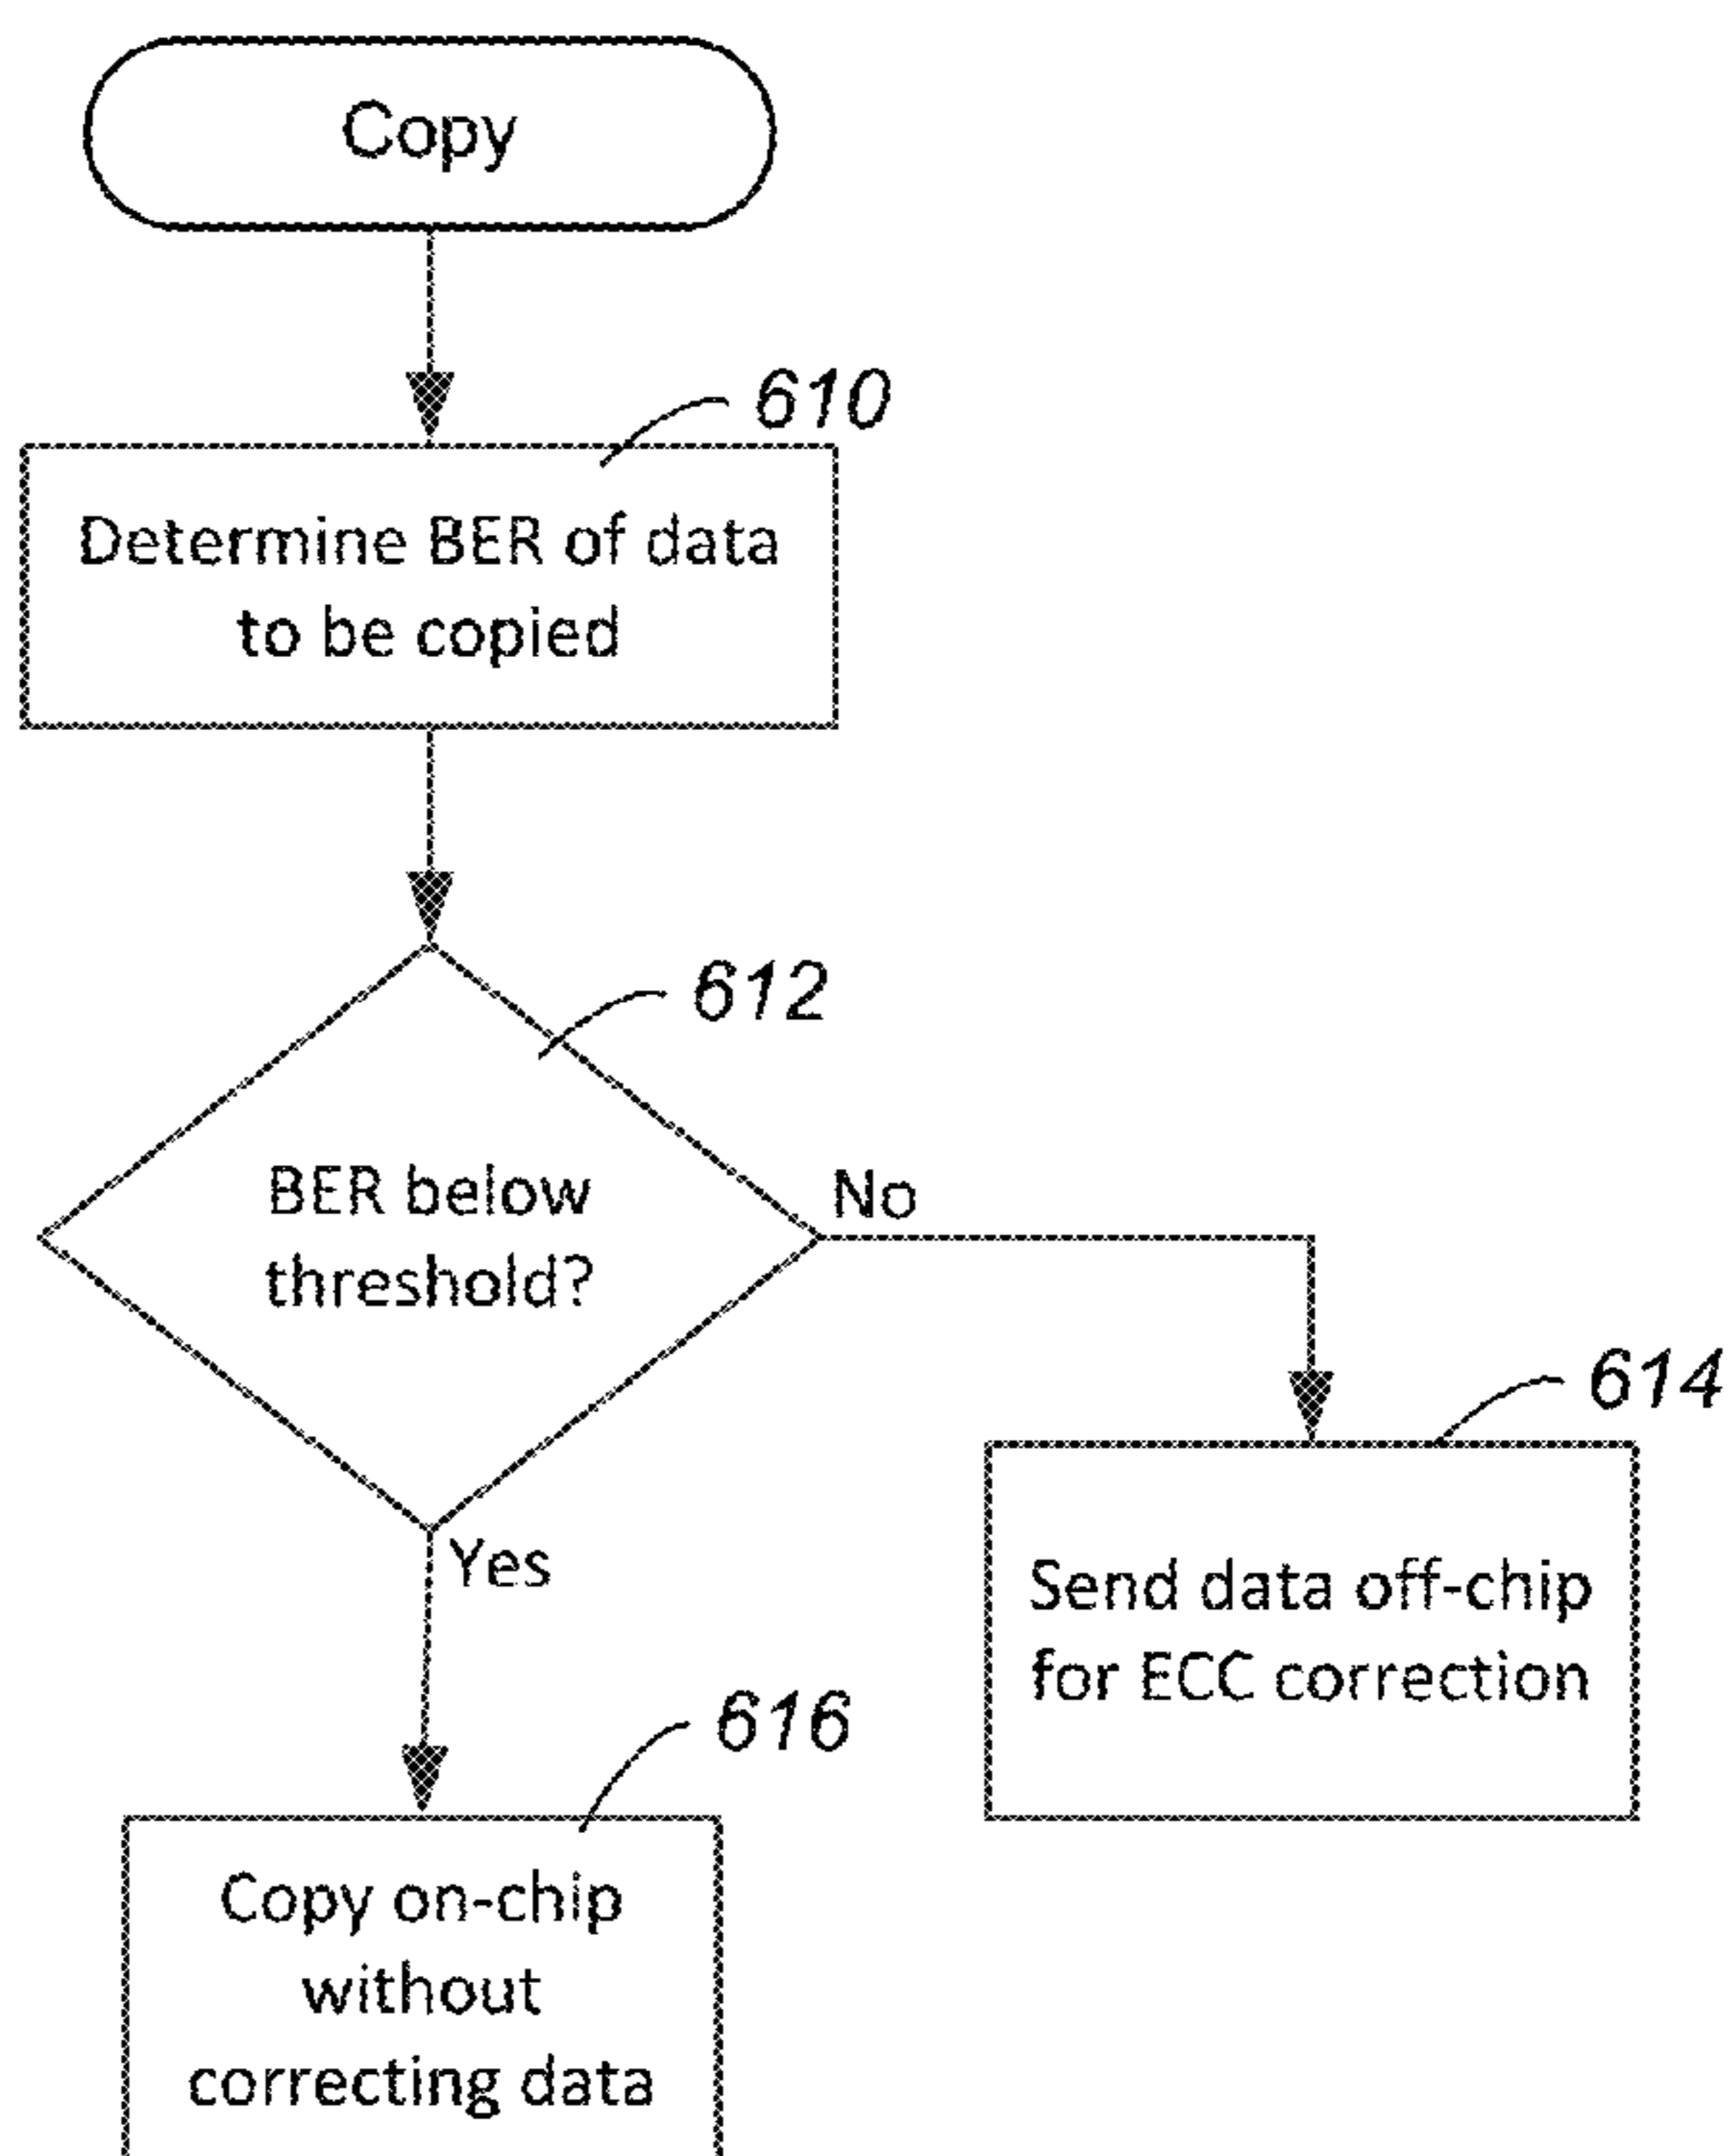 Copy
610
Determine BER of data
to be copied
612
BER below
threshold?
No
Yes
614
Send data off-chip
for ECC correction
616
Copy on-chip
without
correcting data